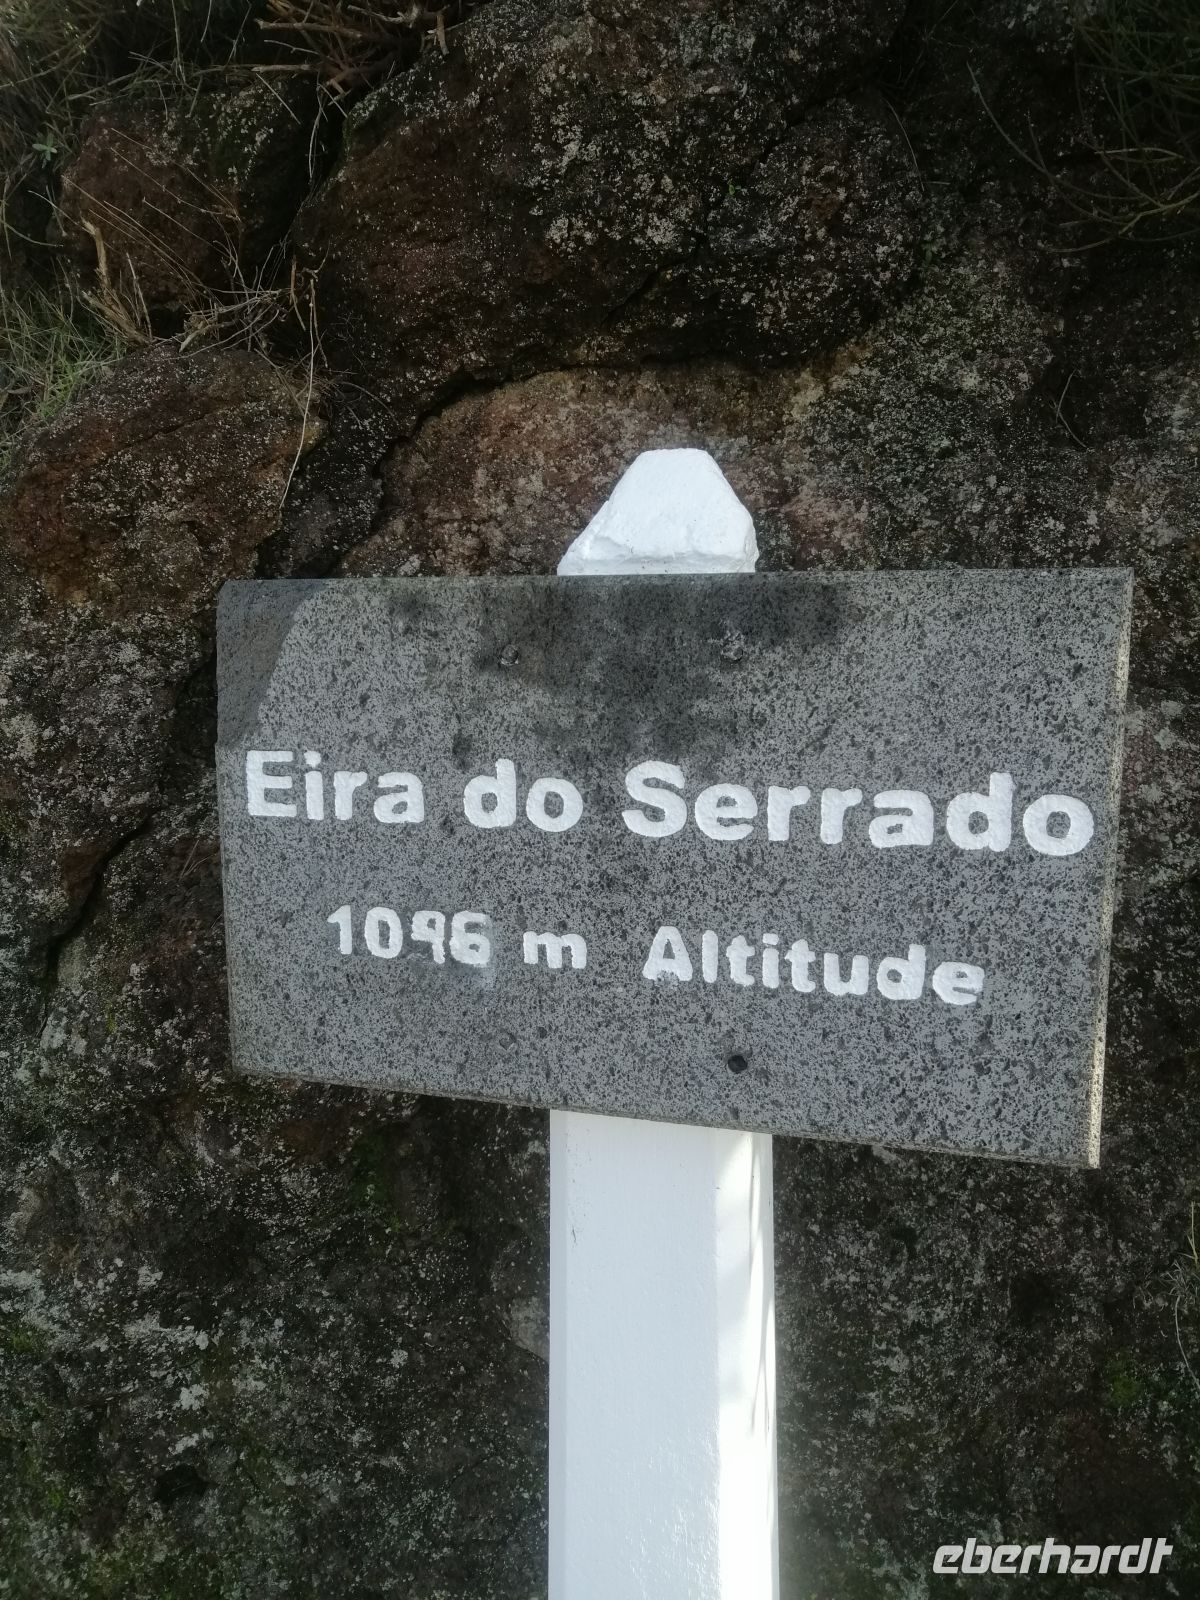 Eira do Serrado
1096 m Altitude
eberhardt